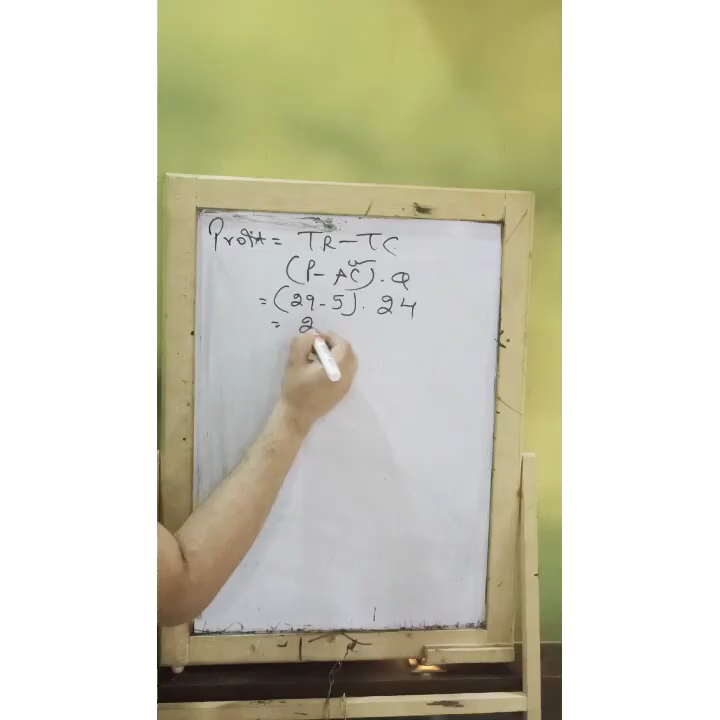 Profit = TR - TC
(P - AC) . Q
= (29 - 5) . 24
= 2